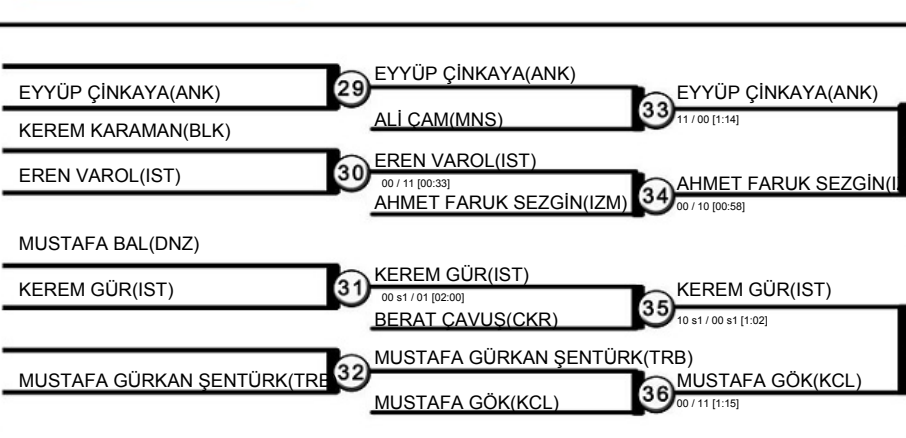 EYYÜP ÇİNKAYA(ANK)
EYYÜP ÇİNKAYA(ANK)
29
EYYÜP ÇİNKAYA(ANK)
33
ALİ ÇAM(MNS)
11 / 00 [1:14]
KEREM KARAMAN(BLK)
EREN VAROL(IST)
EREN VAROL(IST)
30
00 / 11 [00:33]
AHMET FARUK SEZGİN(I
34
AHMET FARUK SEZGİN(IZM)
00 / 10 [00:58]
MUSTAFA BAL(DNZ)
KEREM GÜR(IST)
KEREM GÜR(IST)
31
KEREM GÜR(IST)
00 s1 / 01 [02:00]
35
BERAT ÇAVUŞ(CKR)
10 s1 / 00 s1 [1:02]
MUSTAFA GÜRKAN ŞENTÜRK(TRB)
MUSTAFA GÜRKAN ŞENTÜRK(TRB
32
MUSTAFA GÖK(KCL)
36
MUSTAFA GÖK(KCL)
00 / 11 [1:15]